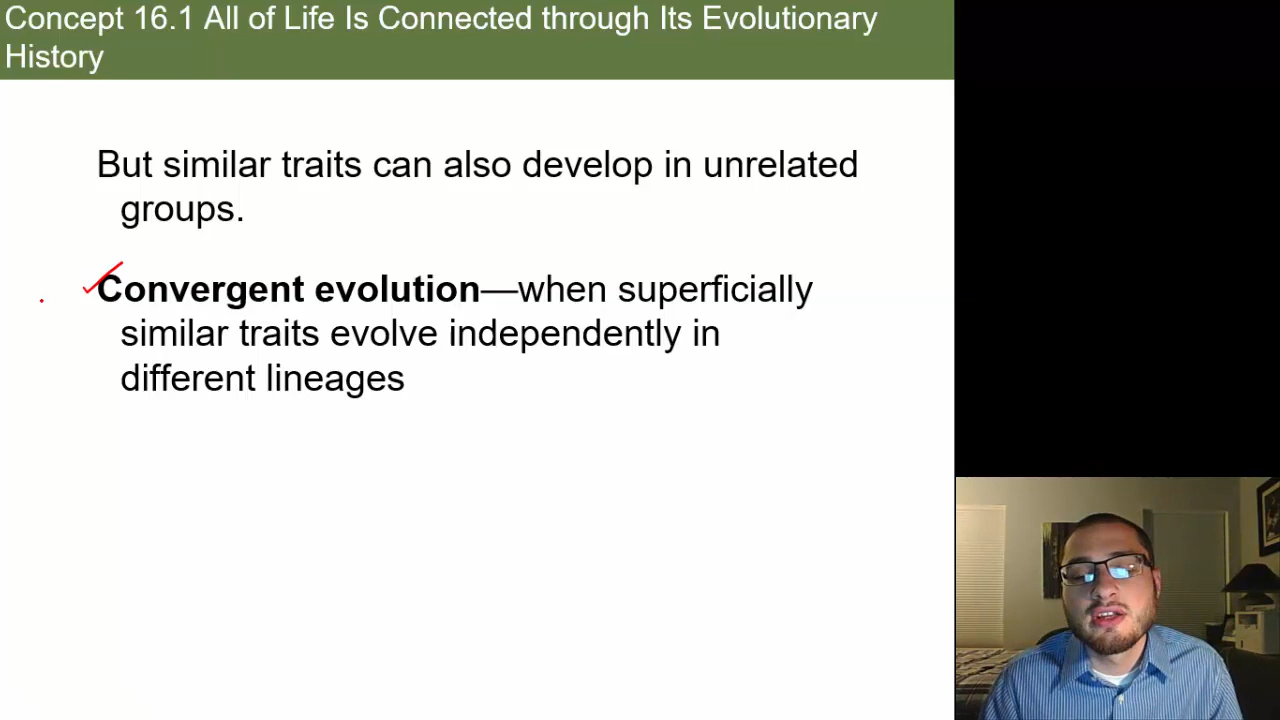 Concept 16.1 All of Life Is Connected through Its Evolutionary
History
But similar traits can also develop in unrelated
groups.
Convergent evolution—when superficially
similar traits evolve independently in
different lineages